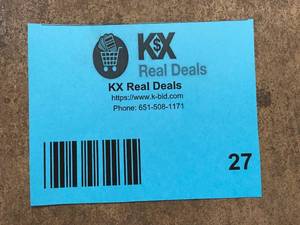 K$X
Real Deals
KX Real Deals
https://www.k-bid.com
Phone: 651-508-1171
27